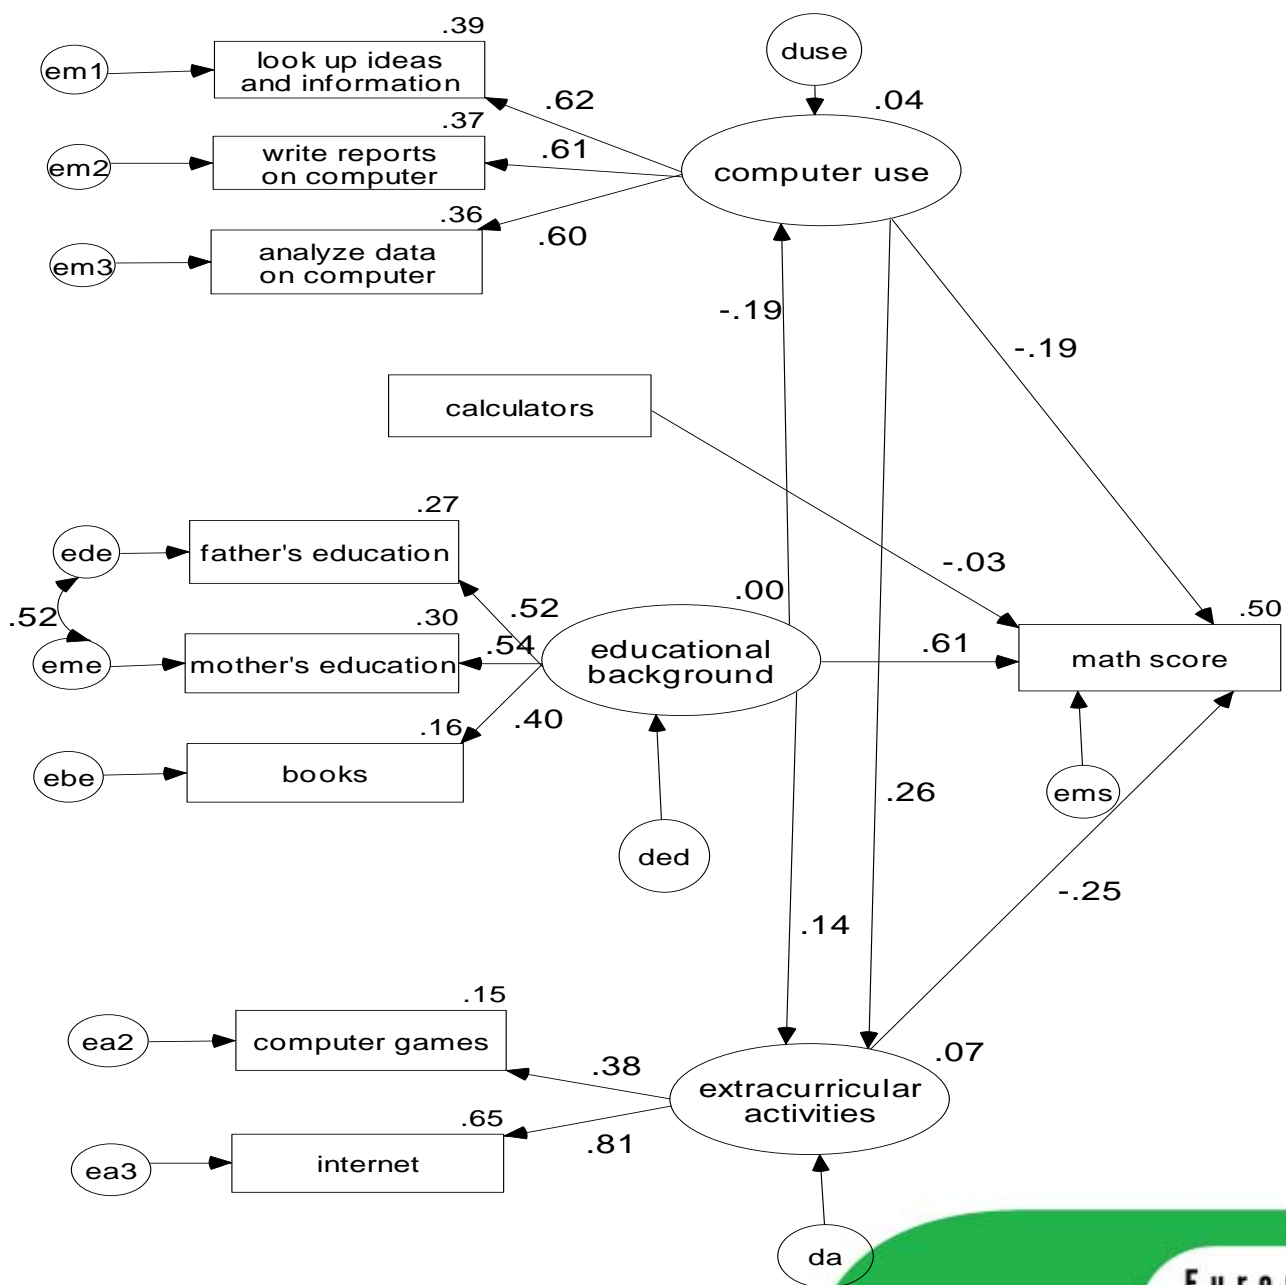 .39
duse
em1
look up ideas
and information
.04
.62
.37
em2
write reports
on computer
.61
computer use
.36
.60
em3
analyze data
on computer
-.19
-.19
calculators
.27
ede
father's education
-.03
.00
.52
.52
.30
.50
eme
mother's education
.54
educational
background
.61
math score
.16
.40
ebe
books
.26
ems
ded
-.25
.14
.15
ea2
computer games
.07
.38
extracurricular
activities
.65
.81
ea3
internet
da
Euro